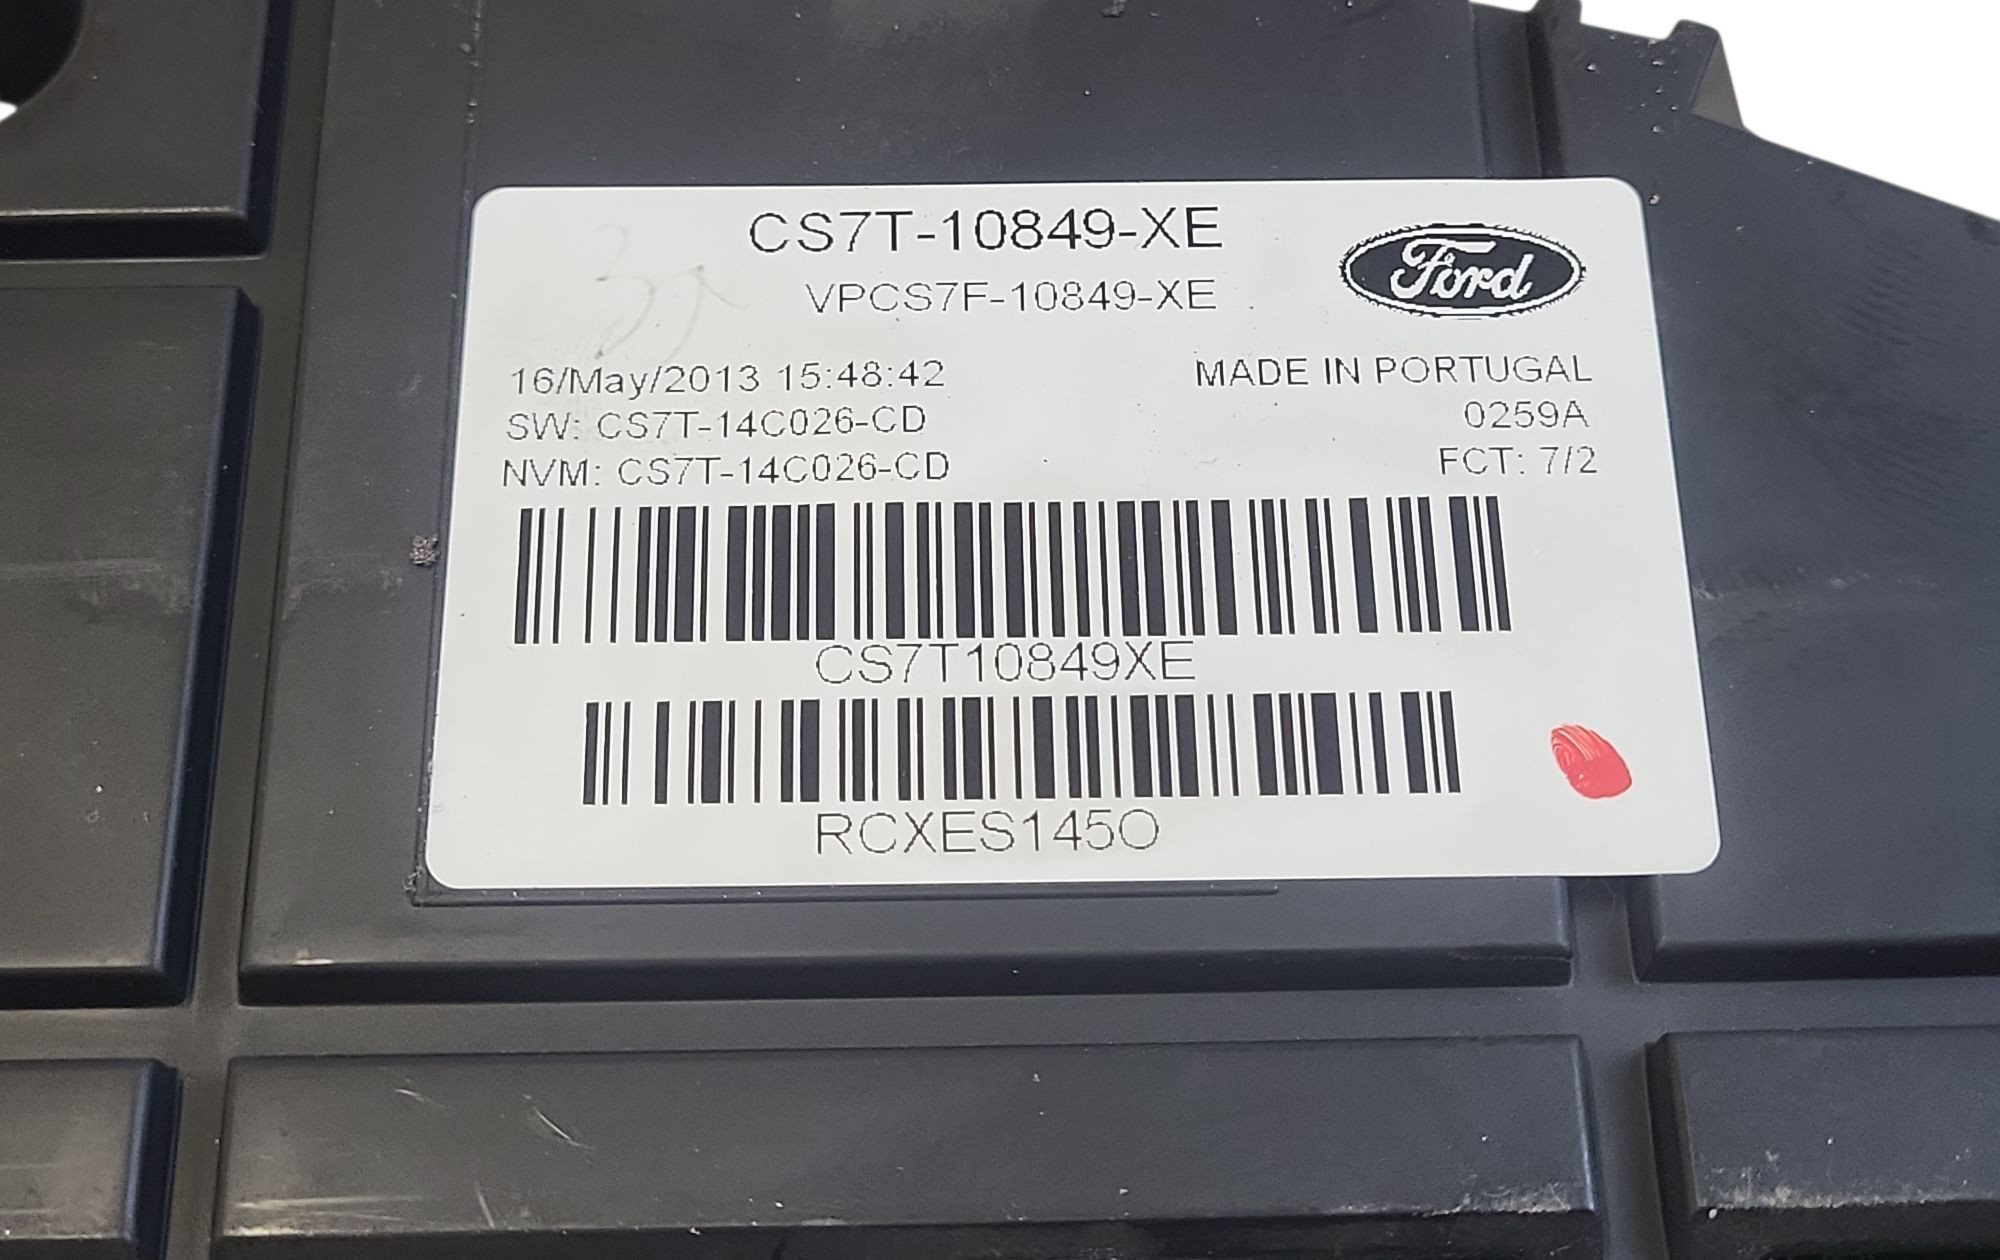 CS7T-10849-XE
VPCS7F-10849-XE
Ford
16/May/2013 15:48:42
MADE IN PORTUGAL
SW: CS7T-14C026-CD
0259A
NVM: CS7T-14C026-CD
FCT: 7/2
CS7T10849XE
RCXES145O